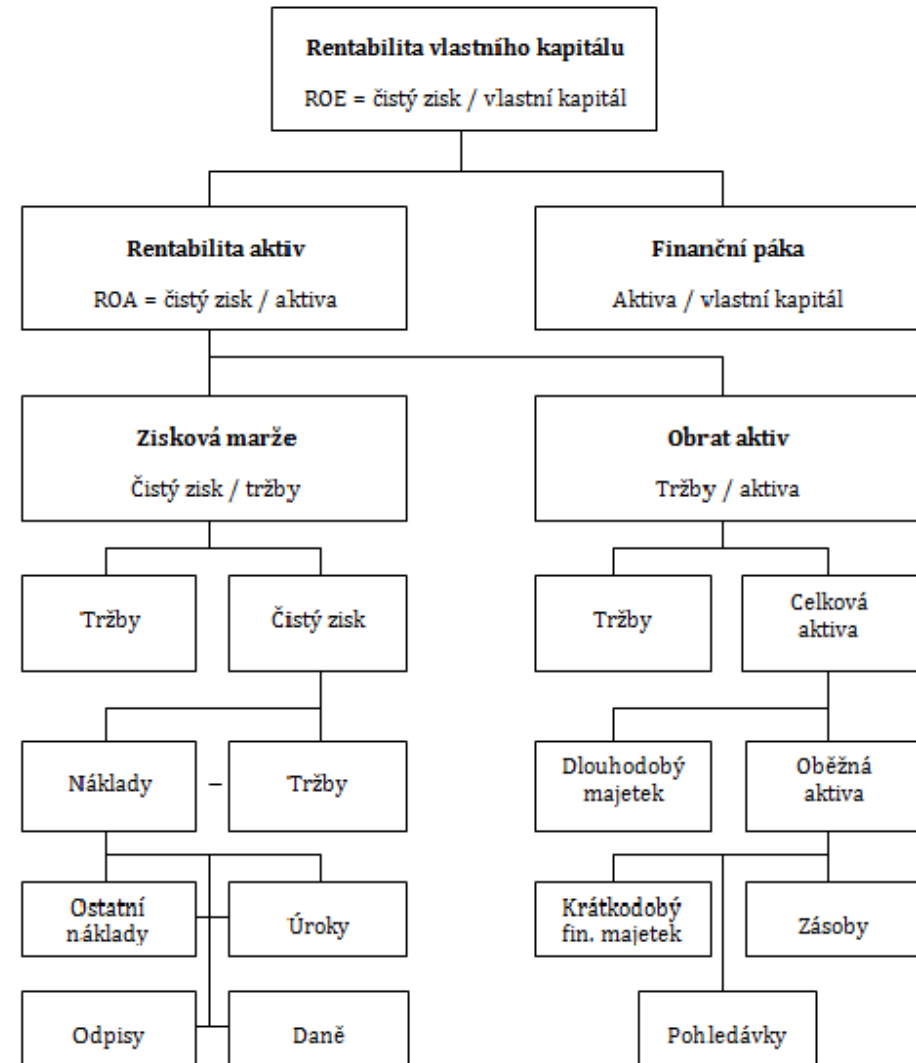 Rentabilita vlastního kapitálu
ROE = čistý zisk / vlastní kapitál
Rentabilita aktiv
ROA = čistý zisk / aktiva
Finanční páka
Aktiva / vlastní kapitál
Zisková marže
Čistý zisk / tržby
Obrat aktiv
Tržby / aktiva
Tržby
Čistý zisk
Tržby
Celková
aktiva
Náklady
–
Tržby
Dlouhodobý
majetek
Oběžná
aktiva
Ostatní
náklady
Úroky
Krátkodobý
fin. majetek
Zásoby
Odpisy
Daně
Pohledávky